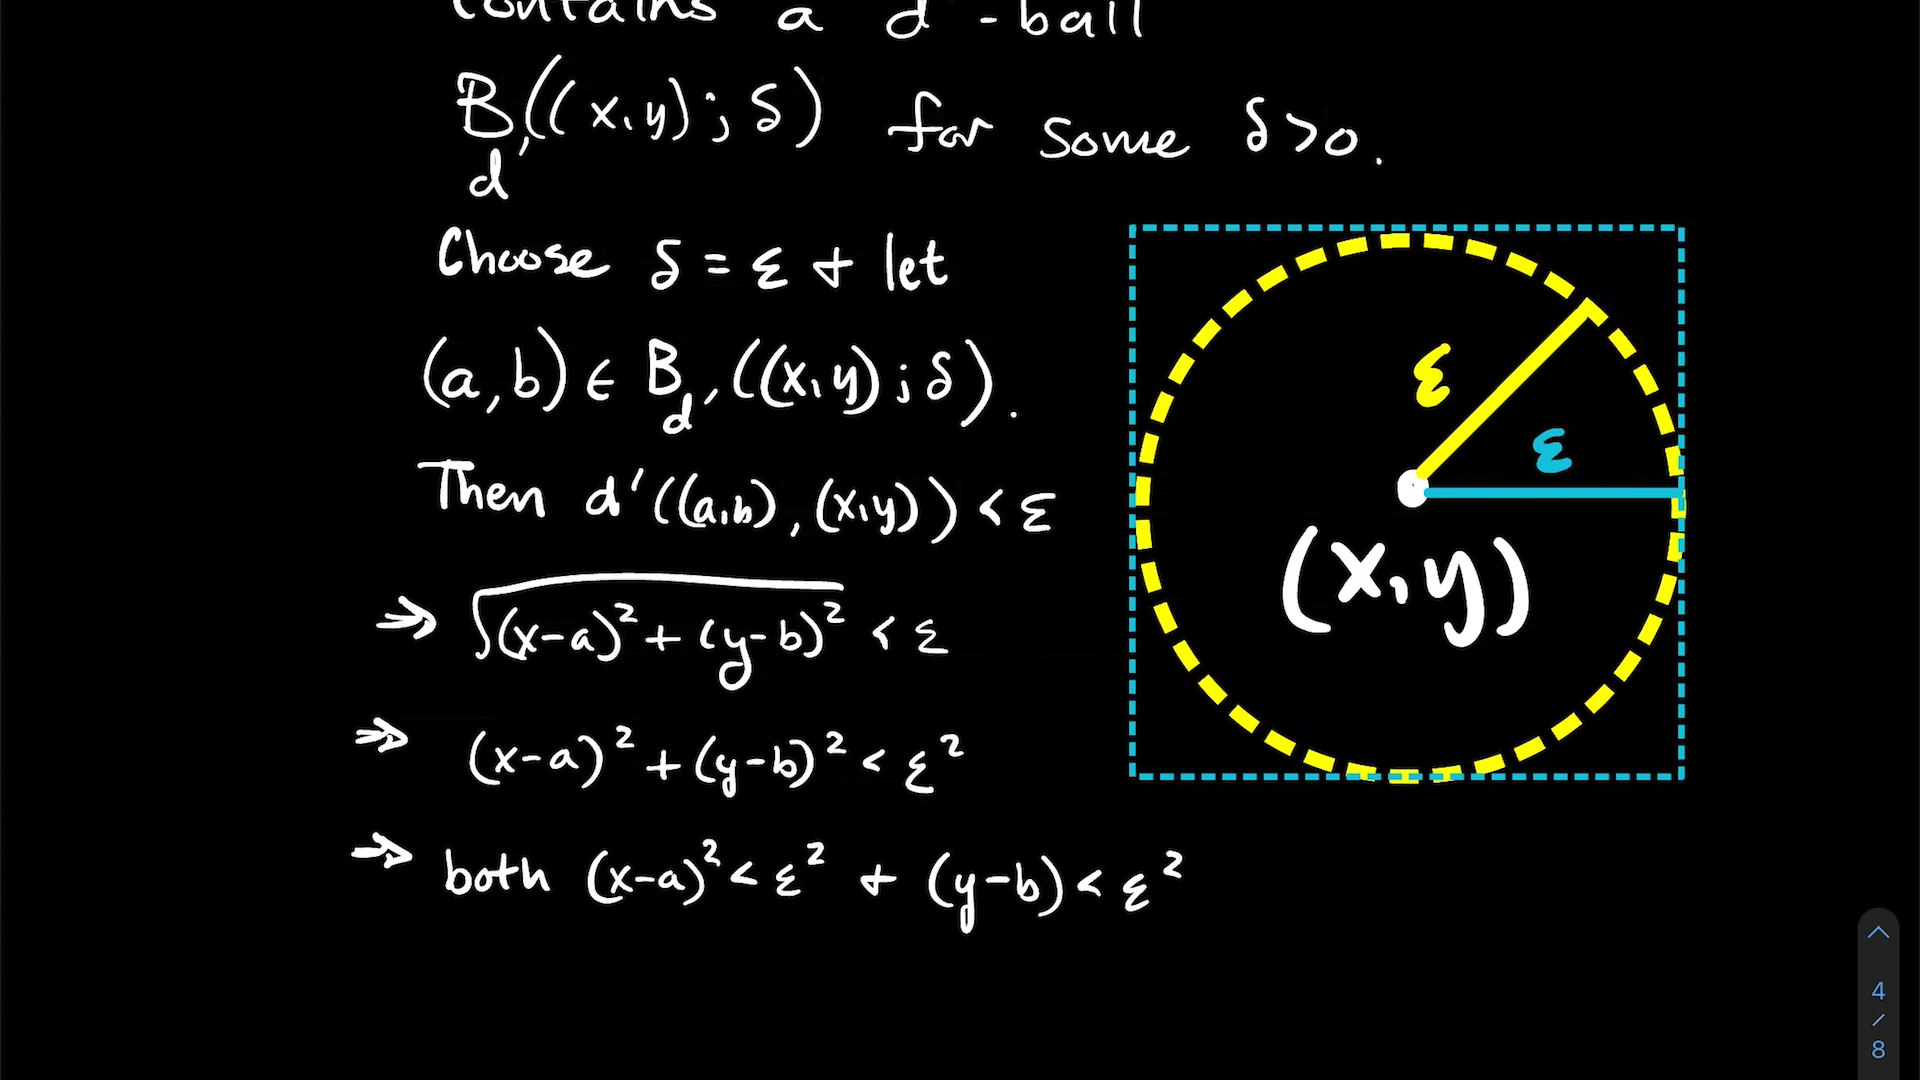 contains a d'-ball
B_d'((x,y); δ) for some δ>0.
Choose δ = ε + let
(a,b) ∈ B_d'((x,y); δ).
Then d'((a,b), (x,y)) < ε
⇒ √((x-a)² + (y-b)²) < ε
⇒ (x-a)² + (y-b)² < ε²
⇒ both (x-a)² < ε² + (y-b) < ε²
ε
ε
(x,y)
4
/
8